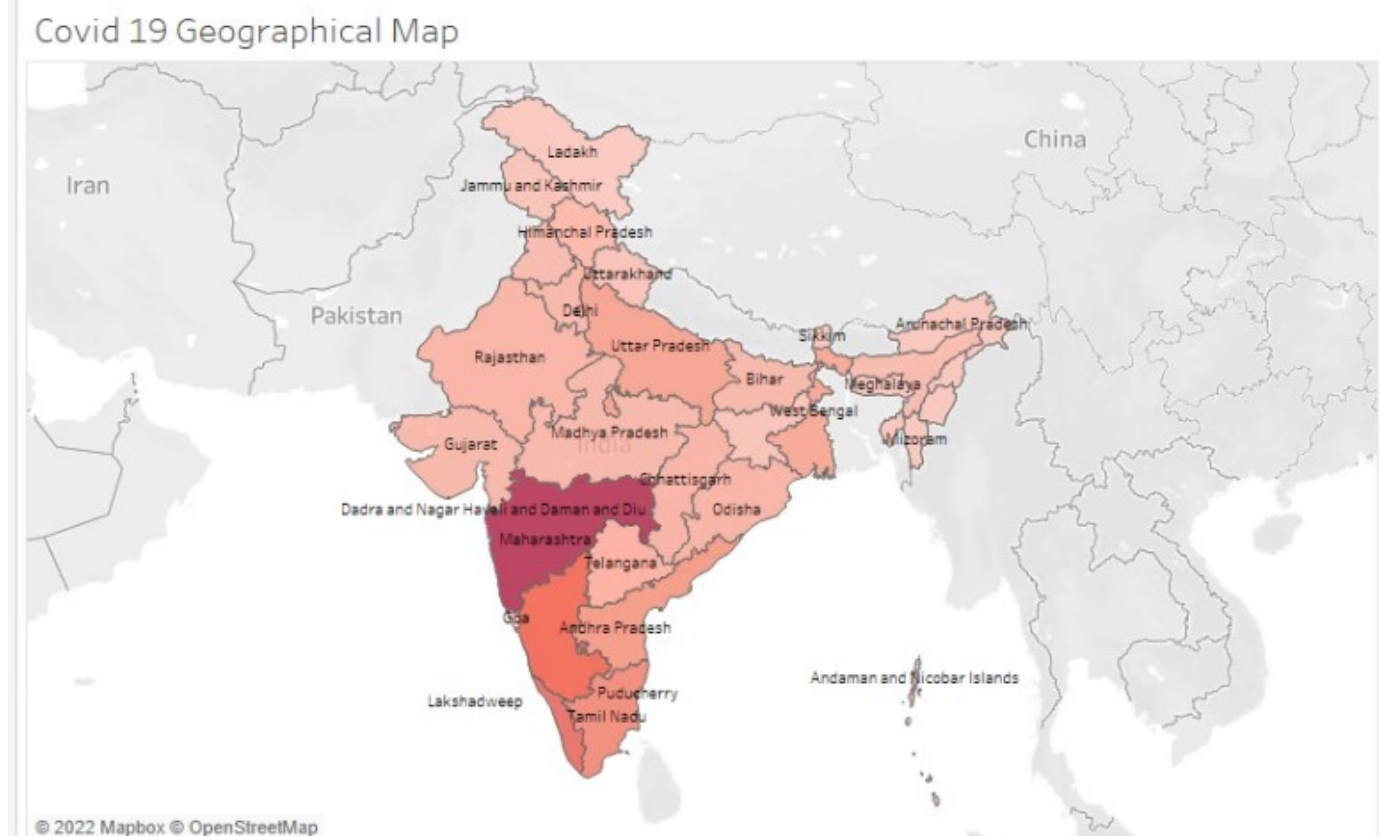 Covid 19 Geographical Map
China
Ladakh
Iran
Jammu and Kashmir
Himanchal Pradesh
Uttarakhand
Delhi
Pakistan
Arunachal Pradesh
Sikkim
Uttar Pradesh
Rajasthan
Bihar
Meghalaya
West Bengal
Madhya Pradesh
Mizoram
Gujarat
India
Chhattisgarh
Dadra and Nagar Haveli and Daman and Diu
Odisha
Maharashtra
Telangana
Goa
Andhra Pradesh
Andaman and Nicobar Islands
Puducherry
Lakshadweep
Tamil Nadu
© 2022 Mapbox © OpenStreetMap